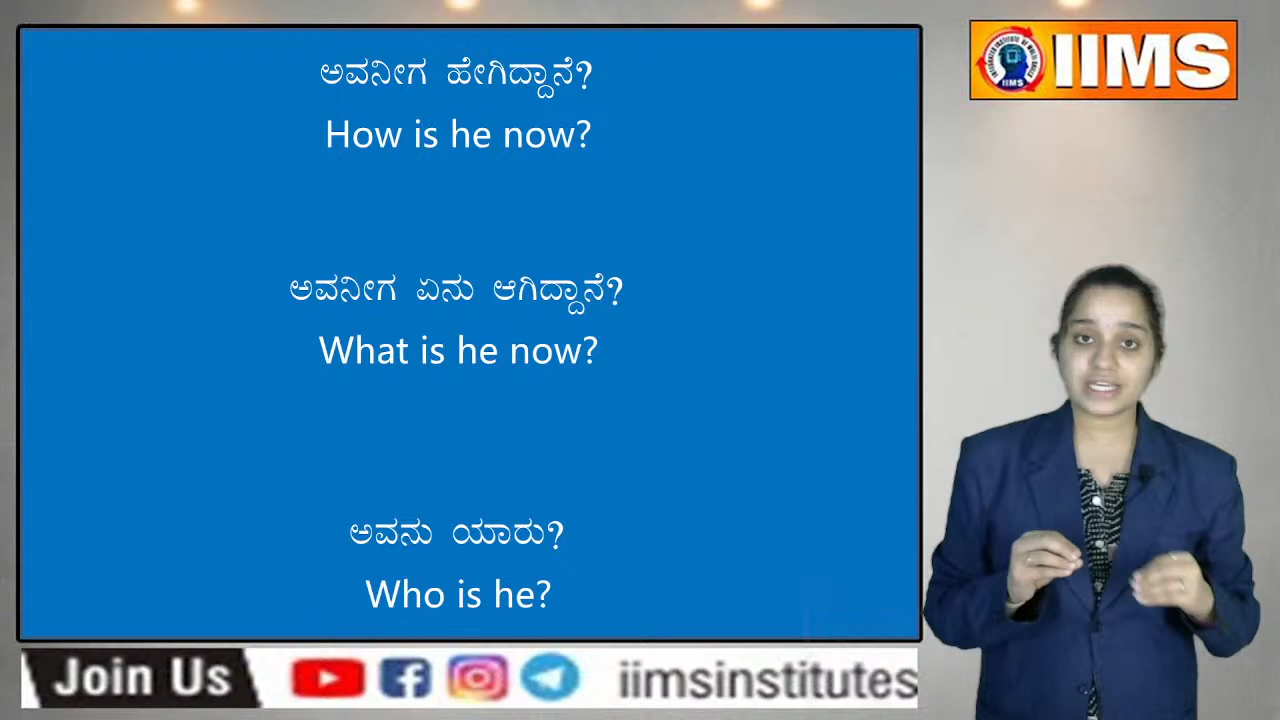 ಅವನೀಗ ಹೇಗಿದ್ದಾನೆ?
How is he now?
ಅವನೀಗ ಏನು ಆಗಿದ್ದಾನೆ?
What is he now?
ಅವನು ಯಾರು?
Who is he?
IIMS
IIMS
Join Us
iimsinstitutes